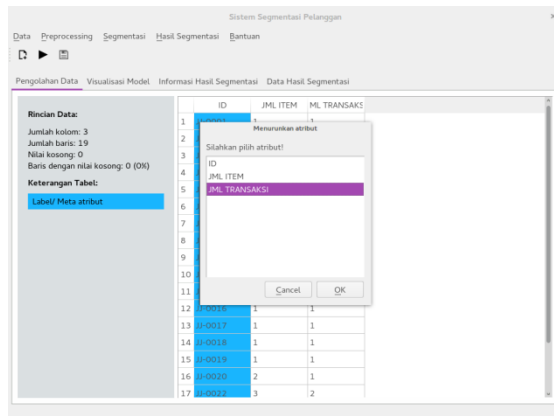 Sistem Segmentasi Pelanggan
Data Preprocessing Segmentasi Hasil Segmentasi Bantuan
Pengolahan Data Visualisasi Model Informasi Hasil Segmentasi Data Hasil Segmentasi
Rincian Data:
Jumlah kolom: 3
Jumlah baris: 19
Nilai kosong: 0
Baris dengan nilai kosong: 0 (0%)
Keterangan Tabel:
Label/ Meta atribut
ID JML ITEM ML TRANSAKS
1 1 1
2
3
4
5
6
7
8
9
10
11
12 JJ-0016 1 1
13 JJ-0017 1 1
14 JJ-0018 1 1
15 JJ-0019 1 1
16 JJ-0020 2 1
17 JJ-0022 3 2
Menurunkan atribut
Silahkan pilih atribut!
ID
JML ITEM
JML TRANSAKSI
Cancel OK